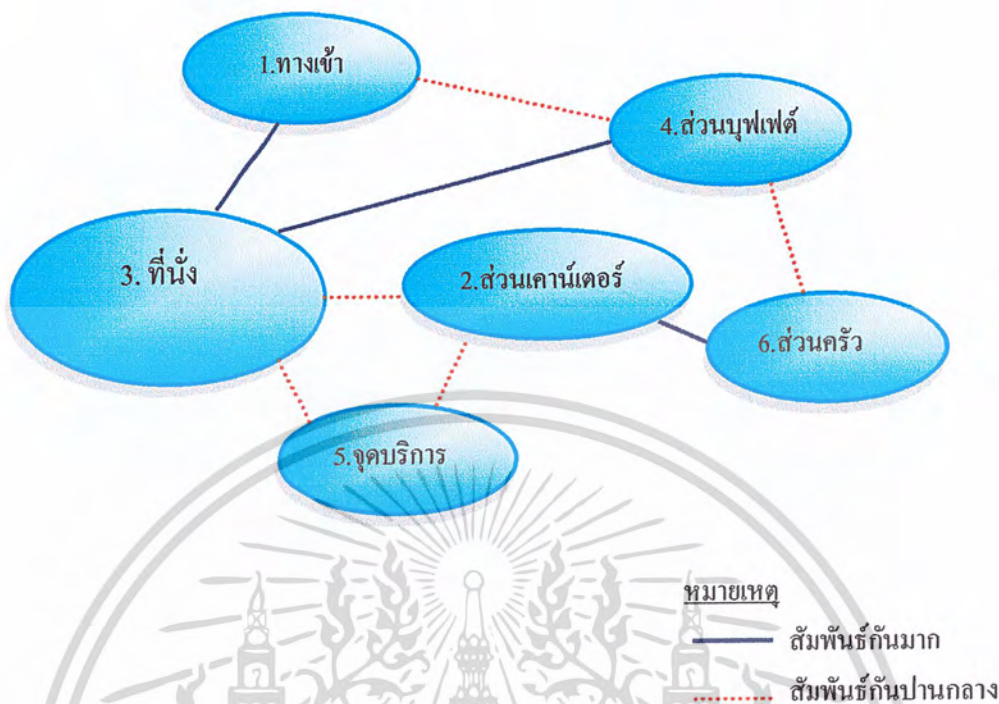 1.ทางเข้า
4.ส่วนบุฟเฟต์
3. ที่นั่ง
2.ส่วนเคาน์เตอร์
6.ส่วนครัว
5.จุดบริการ
หมายเหตุ
สัมพันธ์กันมาก
สัมพันธ์กันปานกลาง